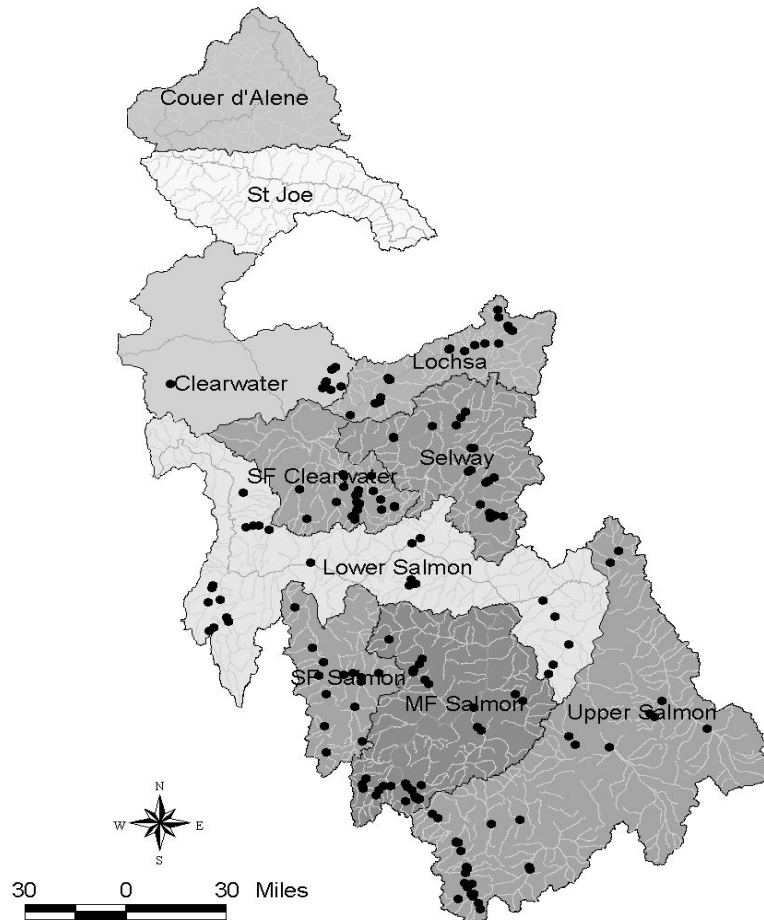 Couer d'Alene
St Joe
Lochsa
Clearwater
Selway
SF Clearwater
Lower Salmon
SF Salmon
MF Salmon
Upper Salmon
N
W E
S
30 0 30 Miles